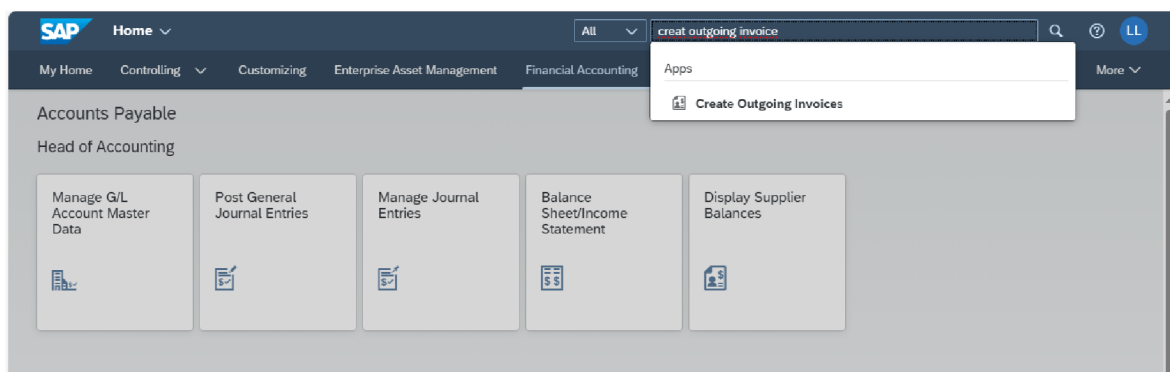 SAP Home All creat outgoing invoice LL
My Home Controlling Customizing Enterprise Asset Management Financial Accounting More
Apps
Create Outgoing Invoices
Accounts Payable
Head of Accounting
Manage G/L
Account Master
Data
Post General
Journal Entries
Manage Journal
Entries
Balance
Sheet/Income
Statement
Display Supplier
Balances